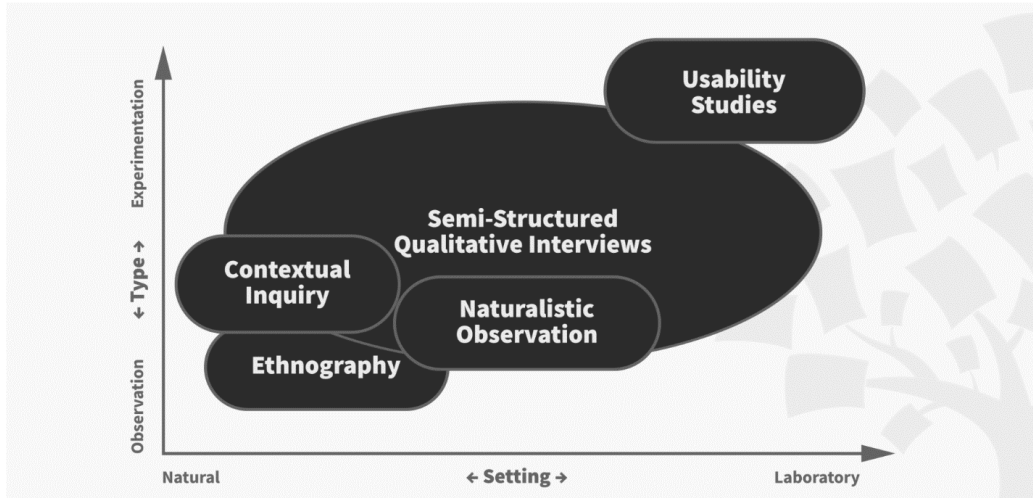 Usability
Studies
Semi-Structured
Qualitative Interviews
Contextual
Inquiry
Naturalistic
Observation
Ethnography
Experimentation
← Type →
Observation
Natural
← Setting →
Laboratory